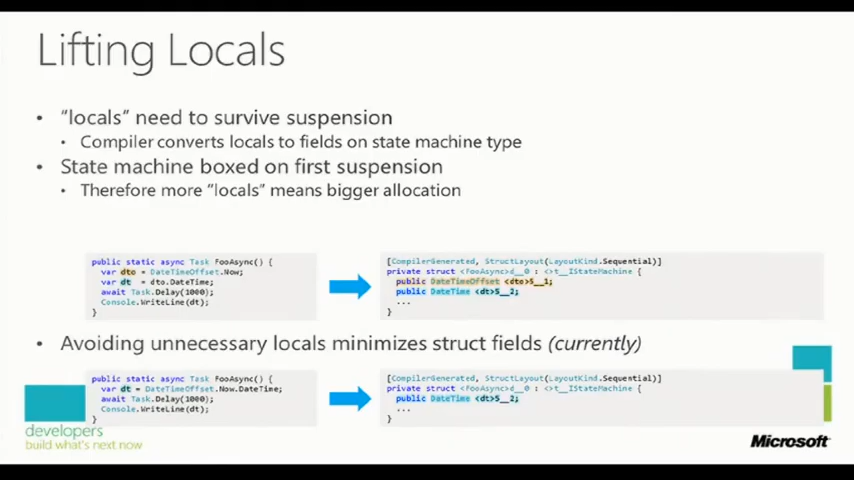 Lifting Locals
• "locals" need to survive suspension
• Compiler converts locals to fields on state machine type
• State machine boxed on first suspension
• Therefore more "locals" means bigger allocation
public static async Task FooAsync() {
var dto = DateTimeOffset.Now;
var dt = dto.DateTime;
await Task.Delay(1000);
Console.WriteLine(dt);
}
[CompilerGenerated, StructLayout(LayoutKind.Sequential)]
private struct <FooAsync>d__0 : <>t__IStateMachine {
public DateTimeOffset <dto>5__1;
public DateTime <dt>5__2;
...
}
• Avoiding unnecessary locals minimizes struct fields (currently)
public static async Task FooAsync() {
var dt = DateTimeOffset.Now.DateTime;
await Task.Delay(1000);
Console.WriteLine(dt);
}
[CompilerGenerated, StructLayout(LayoutKind.Sequential)]
private struct <FooAsync>d__0 : <>t__IStateMachine {
public DateTime <dt>5__2;
...
}
developers
build what's next now
Microsoft